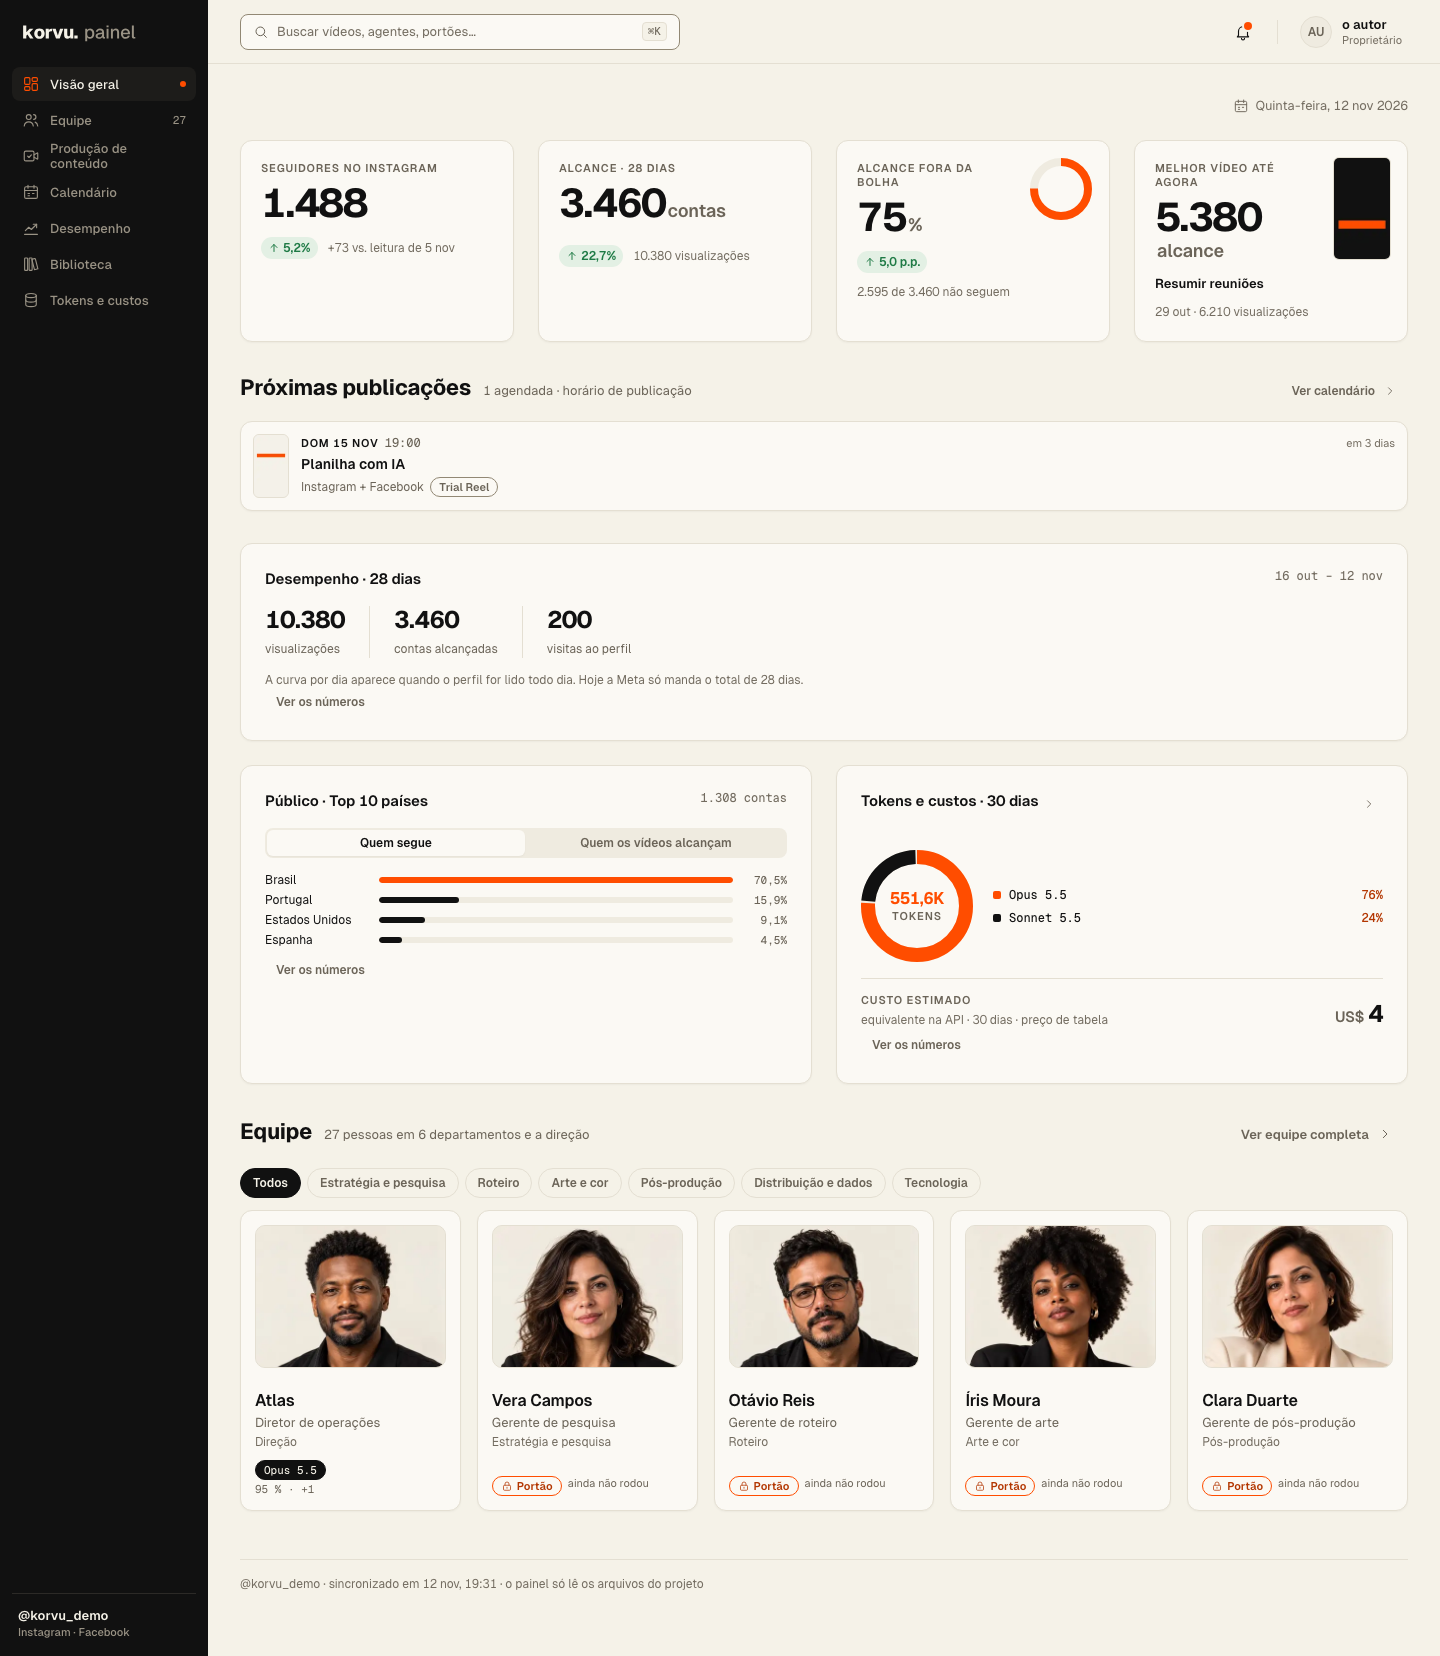 korvu. painel
Visão geral
Equipe 27
Produção de
conteúdo
Calendário
Desempenho
Biblioteca
Tokens e custos
@korvu_demo
Instagram · Facebook
Buscar vídeos, agentes, portões...
⌘K
AU
o autor
Proprietário
Quinta-feira, 12 nov 2026
SEGUIDORES NO INSTAGRAM
1.488
↑ 5,2% +73 vs. leitura de 5 nov
ALCANCE · 28 DIAS
3.460 contas
↑ 22,7% 10.380 visualizações
ALCANCE FORA DA
BOLHA
75%
↑ 5,0 p.p.
2.595 de 3.460 não seguem
MELHOR VÍDEO ATÉ
AGORA
5.380
alcance
Resumir reuniões
29 out · 6.210 visualizações
Próximas publicações 1 agendada · horário de publicação Ver calendário
DOM 15 NOV 19:00 em 3 dias
Planilha com IA
Instagram + Facebook Trial Reel
Desempenho · 28 dias 16 out – 12 nov
10.380 3.460 200
visualizações contas alcançadas visitas ao perfil
A curva por dia aparece quando o perfil for lido todo dia. Hoje a Meta só manda o total de 28 dias.
Ver os números
Público · Top 10 países 1.308 contas
Quem segue Quem os vídeos alcançam
Brasil 70,5%
Portugal 15,9%
Estados Unidos 9,1%
Espanha 4,5%
Ver os números
Tokens e custos · 30 dias
551,6K
TOKENS
Opus 5.5 76%
Sonnet 5.5 24%
CUSTO ESTIMADO
equivalente na API · 30 dias · preço de tabela
US$ 4
Ver os números
Equipe 27 pessoas em 6 departamentos e a direção Ver equipe completa
Todos Estratégia e pesquisa Roteiro Arte e cor Pós-produção Distribuição e dados Tecnologia
Atlas
Diretor de operações
Direção
Opus 5.5
95 % · +1
Vera Campos
Gerente de pesquisa
Estratégia e pesquisa
Portão ainda não rodou
Otávio Reis
Gerente de roteiro
Roteiro
Portão ainda não rodou
Íris Moura
Gerente de arte
Arte e cor
Portão ainda não rodou
Clara Duarte
Gerente de pós-produção
Pós-produção
Portão ainda não rodou
@korvu_demo · sincronizado em 12 nov, 19:31 · o painel só lê os arquivos do projeto